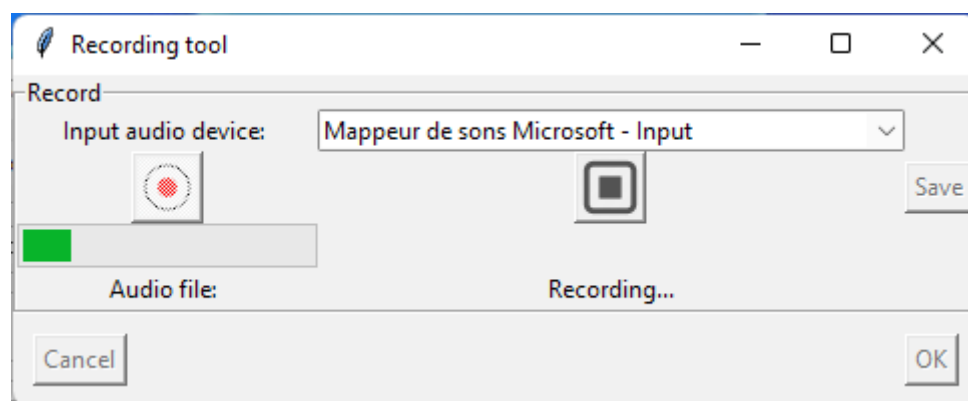 Recording tool
Record
Input audio device: Mappeur de sons Microsoft - Input
Save
Audio file: Recording...
Cancel OK